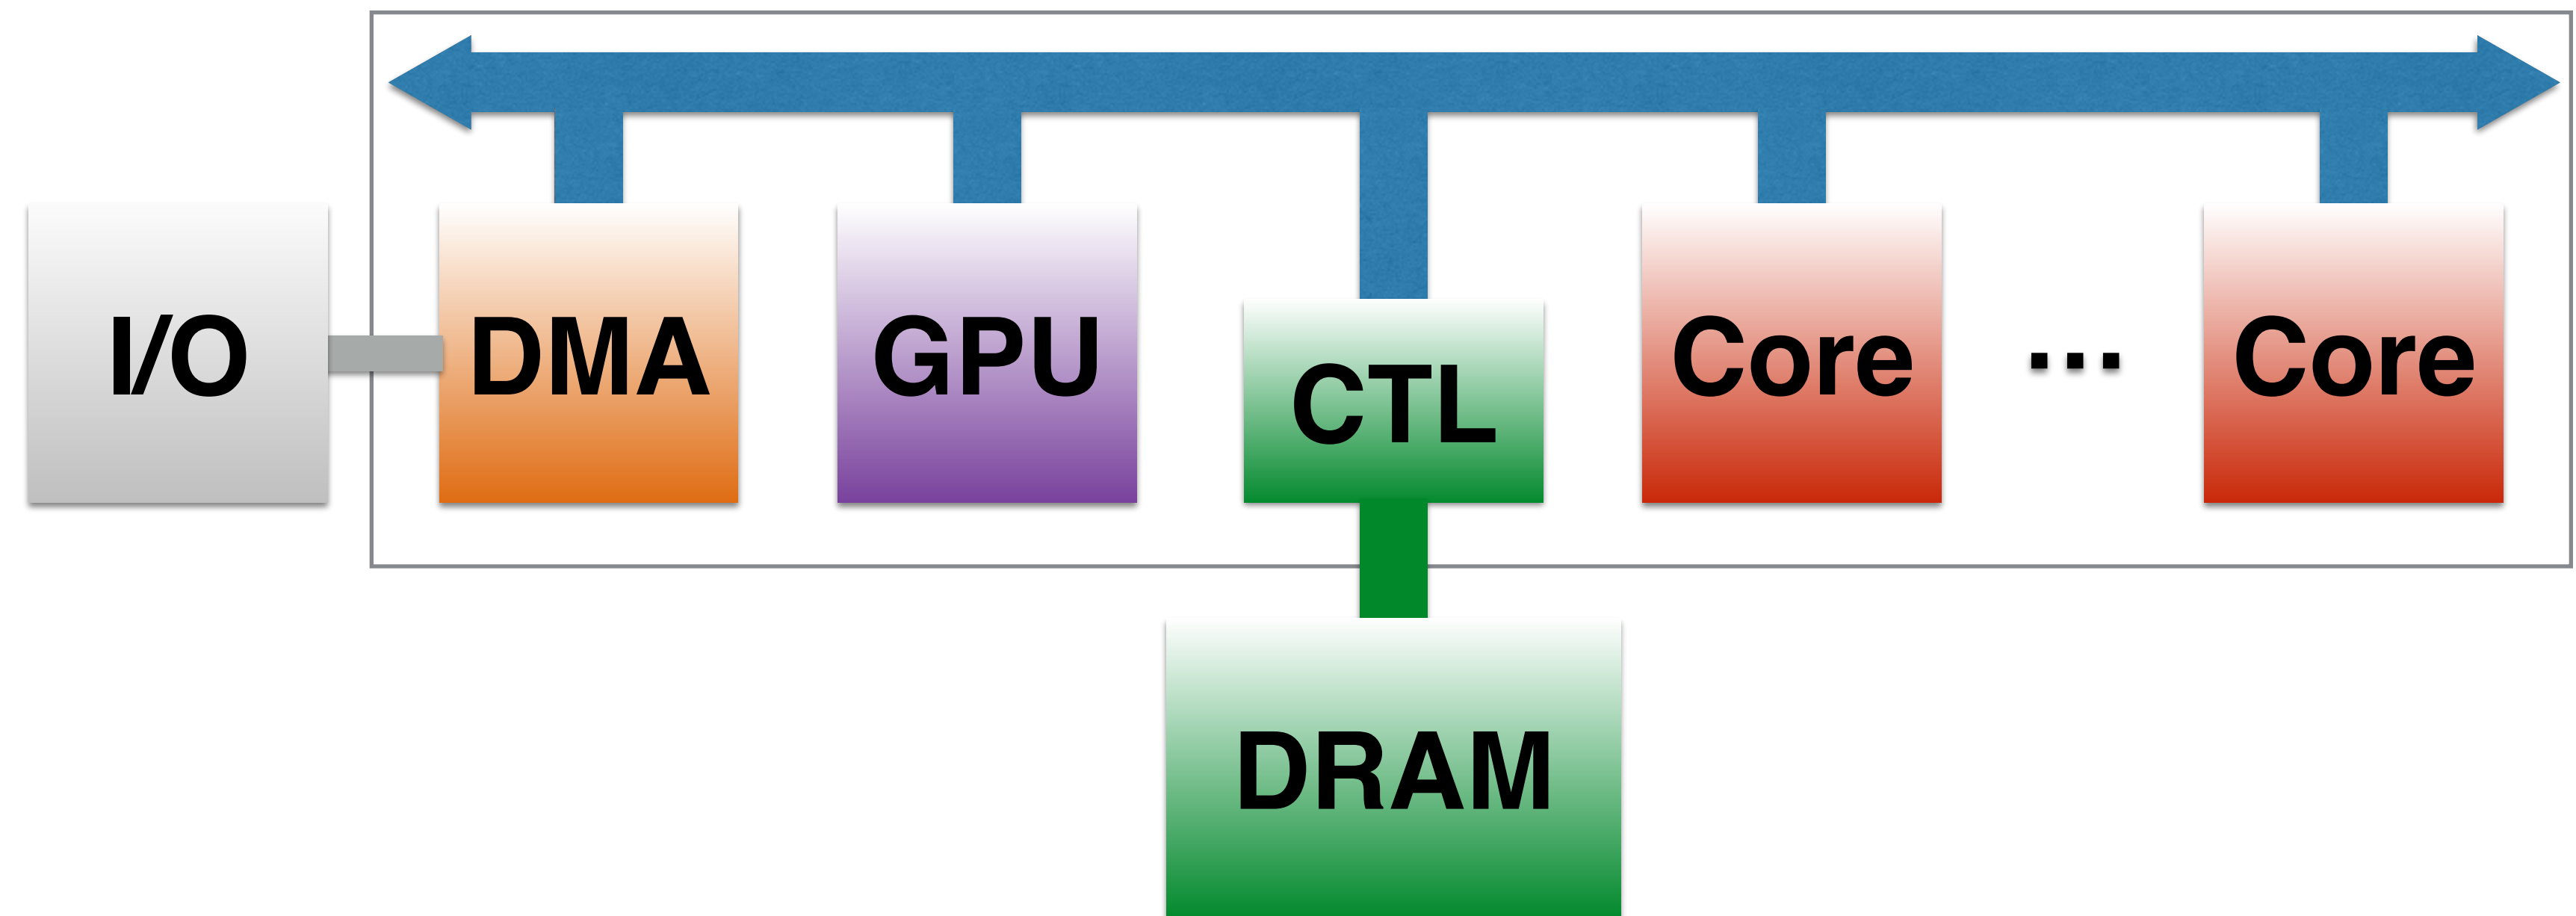 I/O
DMA
GPU
CTL
Core
...
Core
DRAM